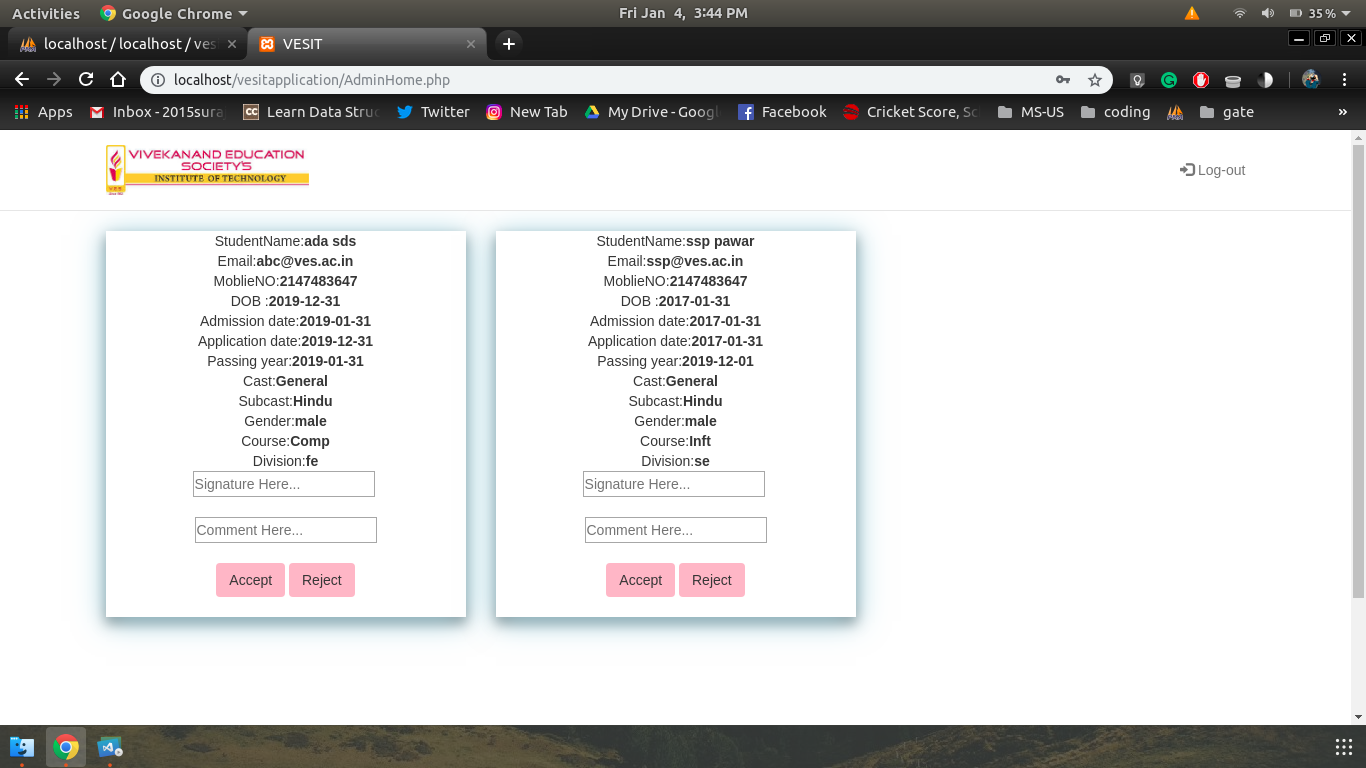 Activities Google Chrome Fri Jan 4, 3:44 PM 35%
localhost / localhost / ves VESIT
localhost/vesitapplication/AdminHome.php
Apps Inbox - 2015sura Learn Data Struc Twitter New Tab My Drive - Googl Facebook Cricket Score, Sc MS-US coding gate »
VIVEKANAND EDUCATION
SOCIETY'S
INSTITUTE OF TECHNOLOGY
Log-out
StudentName:ada sds
Email:abc@ves.ac.in
MoblieNO:2147483647
DOB :2019-12-31
Admission date:2019-01-31
Application date:2019-12-31
Passing year:2019-01-31
Cast:General
Subcast:Hindu
Gender:male
Course:Comp
Division:fe
Signature Here...
Comment Here...
Accept Reject
StudentName:ssp pawar
Email:ssp@ves.ac.in
MoblieNO:2147483647
DOB :2017-01-31
Admission date:2017-01-31
Application date:2017-01-31
Passing year:2019-12-01
Cast:General
Subcast:Hindu
Gender:male
Course:Inft
Division:se
Signature Here...
Comment Here...
Accept Reject